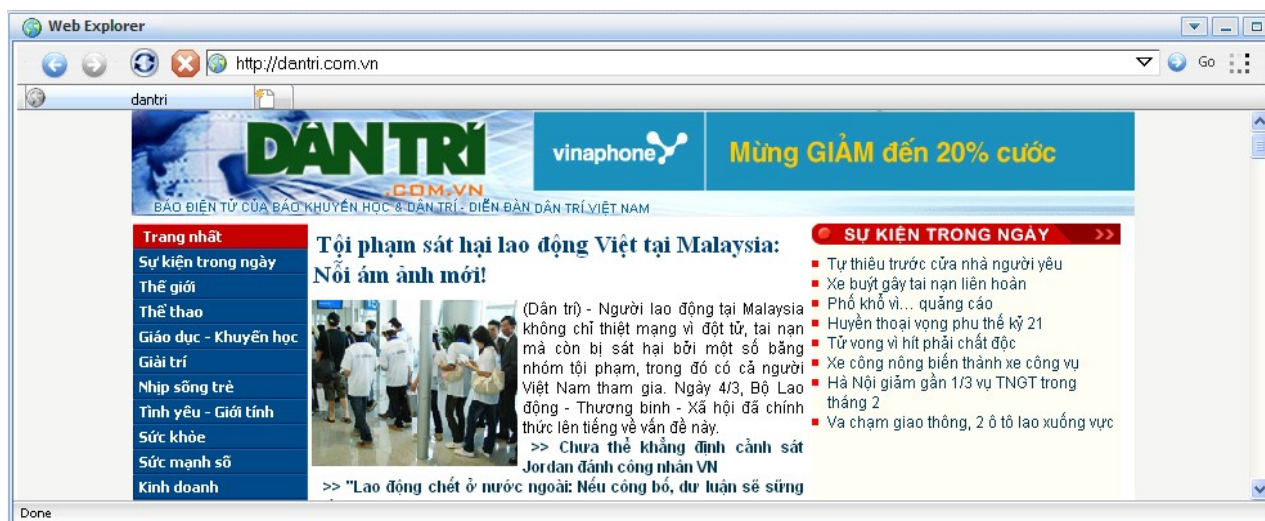 Web Explorer
http://dantri.com.vn
Go
dantri
DÂN TRÍ
.COM.VN
vinaphone
Mừng GIẢM đến 20% cước
BÁO ĐIỆN TỬ CỦA BÁO KHUYẾN HỌC & DÂN TRÍ - DIỄN ĐÀN DÂN TRÍ VIỆT NAM
Trang nhất
Sự kiện trong ngày
Thế giới
Thể thao
Giáo dục - Khuyến học
Giải trí
Nhịp sống trẻ
Tình yêu - Giới tính
Sức khỏe
Sức mạnh số
Kinh doanh
Tội phạm sát hại lao động Việt tại Malaysia:
Nỗi ám ảnh mới!
(Dân trí) - Người lao động tại Malaysia
không chỉ thiệt mạng vì đột tử, tai nạn
mà còn bị sát hại bởi một số băng
nhóm tội phạm, trong đó có cả người
Việt Nam tham gia. Ngày 4/3, Bộ Lao
động - Thương binh - Xã hội đã chính
thức lên tiếng về vấn đề này.
>> Chưa thể khẳng định cảnh sát
Jordan đánh công nhân VN
>> "Lao động chết ở nước ngoài: Nếu công bố, dư luận sẽ sững
SỰ KIỆN TRONG NGÀY >>
Tự thiêu trước cửa nhà người yêu
Xe buýt gây tai nạn liên hoàn
Phố khổ vì... quảng cáo
Huyền thoại vọng phu thế kỷ 21
Tử vong vì hít phải chất độc
Xe công nông biến thành xe công vụ
Hà Nội giảm gần 1/3 vụ TNGT trong
tháng 2
Va chạm giao thông, 2 ô tô lao xuống vực
Done